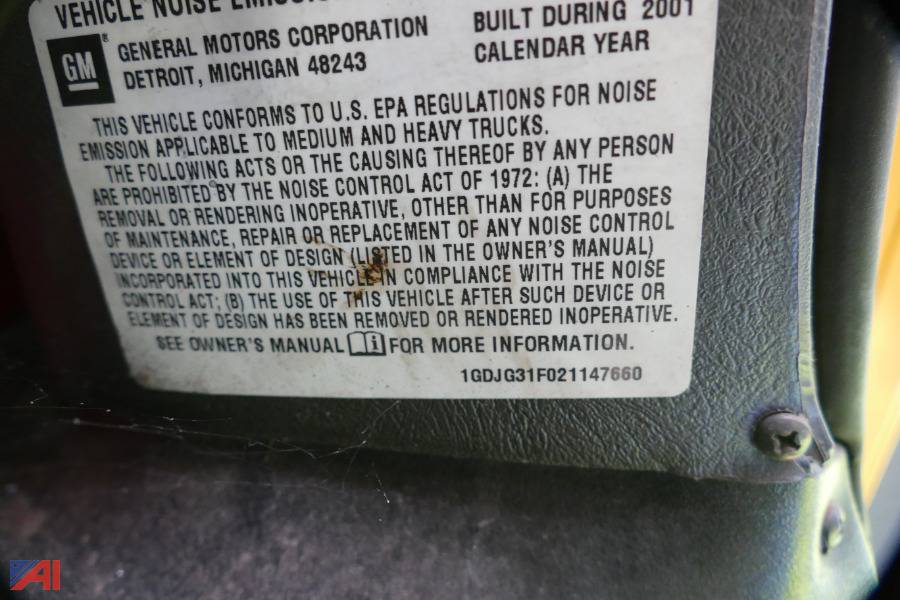 VEHICLE NOISE EMISSION
GM
GENERAL MOTORS CORPORATION
DETROIT, MICHIGAN 48243
BUILT DURING 2001
CALENDAR YEAR
THIS VEHICLE CONFORMS TO U.S. EPA REGULATIONS FOR NOISE
EMISSION APPLICABLE TO MEDIUM AND HEAVY TRUCKS.
THE FOLLOWING ACTS OR THE CAUSING THEREOF BY ANY PERSON
ARE PROHIBITED BY THE NOISE CONTROL ACT OF 1972: (A) THE
REMOVAL OR RENDERING INOPERATIVE, OTHER THAN FOR PURPOSES
OF MAINTENANCE, REPAIR OR REPLACEMENT OF ANY NOISE CONTROL
DEVICE OR ELEMENT OF DESIGN (LISTED IN THE OWNER'S MANUAL)
INCORPORATED INTO THIS VEHICLE IN COMPLIANCE WITH THE NOISE
CONTROL ACT; (B) THE USE OF THIS VEHICLE AFTER SUCH DEVICE OR
ELEMENT OF DESIGN HAS BEEN REMOVED OR RENDERED INOPERATIVE.
SEE OWNER'S MANUAL i FOR MORE INFORMATION.
1GDJG31F021147660
AI